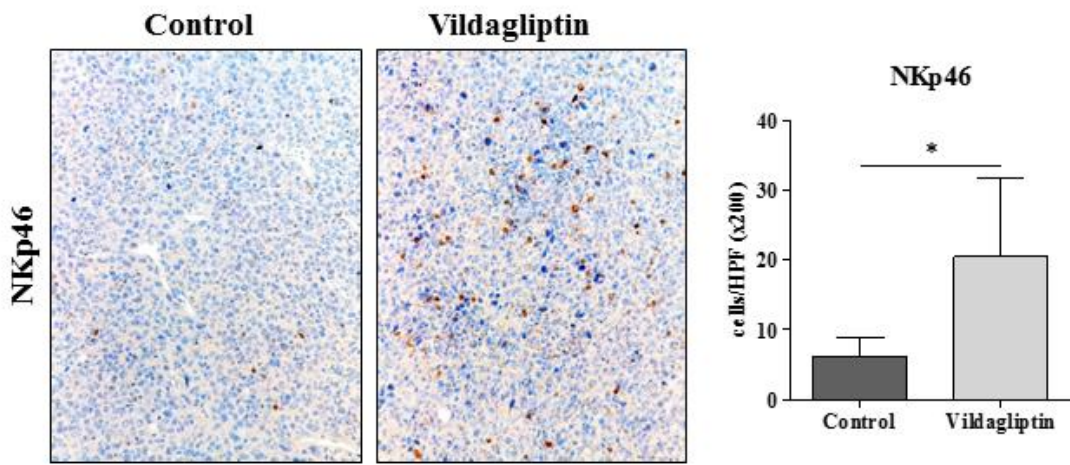 Control
Vildagliptin
NKp46
NKp46
cells/HPF (x200)
40
30
20
10
0
*
Control
Vildagliptin